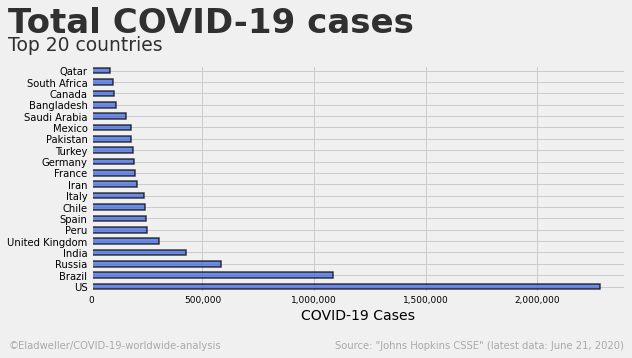 Total COVID-19 cases
Top 20 countries
Qatar
South Africa
Canada
Bangladesh
Saudi Arabia
Mexico
Pakistan
Turkey
Germany
France
Iran
Italy
Chile
Spain
Peru
United Kingdom
India
Russia
Brazil
US
0 500,000 1,000,000 1,500,000 2,000,000
COVID-19 Cases
©Eladweller/COVID-19-worldwide-analysis
Source: "Johns Hopkins CSSE" (latest data: June 21, 2020)